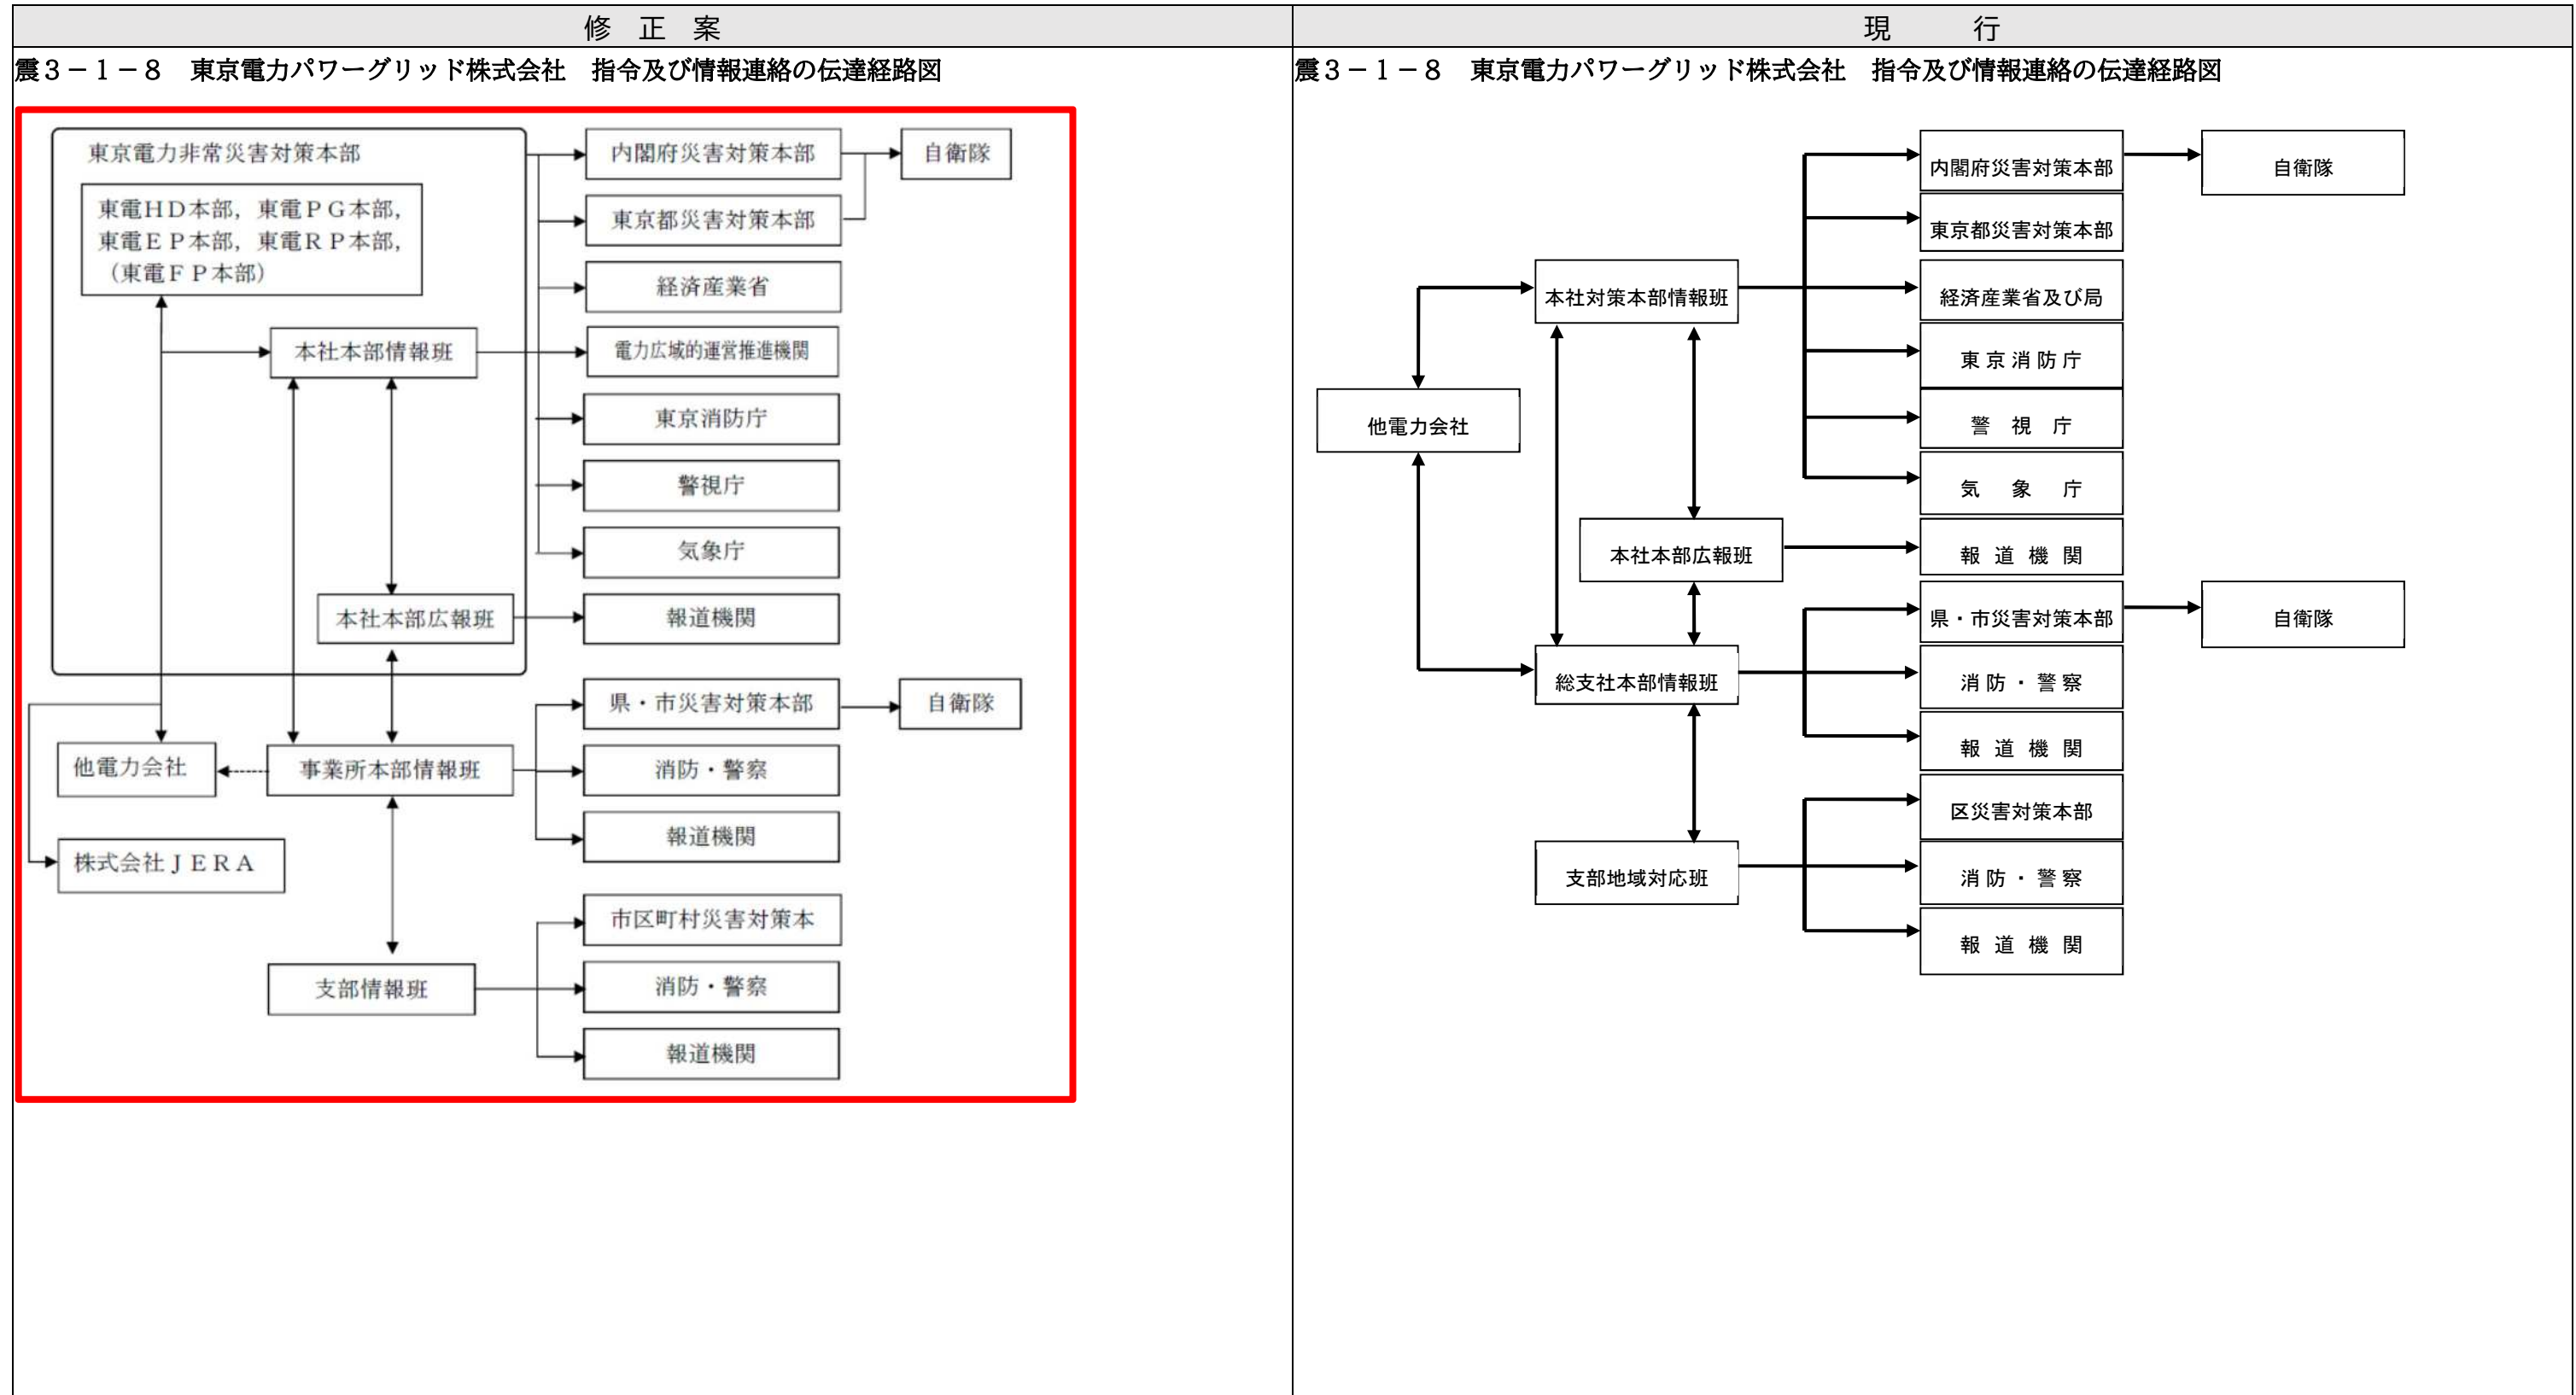 修　正　案
震３－１－８　東京電力パワーグリッド株式会社　指令及び情報連絡の伝達経路図
東京電力非常災害対策本部
東電ＨＤ本部，東電ＰＧ本部，
東電ＥＰ本部，東電ＲＰ本部，
（東電ＦＰ本部）
本社本部情報班
本社本部広報班
他電力会社
事業所本部情報班
株式会社ＪＥＲＡ
支部情報班
内閣府災害対策本部
自衛隊
東京都災害対策本部
経済産業省
電力広域的運営推進機関
東京消防庁
警視庁
気象庁
報道機関
県・市災害対策本部
自衛隊
消防・警察
報道機関
市区町村災害対策本
消防・警察
報道機関
現　　　行
震３－１－８　東京電力パワーグリッド株式会社　指令及び情報連絡の伝達経路図
他電力会社
本社対策本部情報班
本社本部広報班
総支社本部情報班
支部地域対応班
内閣府災害対策本部
自衛隊
東京都災害対策本部
経済産業省及び局
東京消防庁
警　視　庁
気　象　庁
報道機関
県・市災害対策本部
自衛隊
消防・警察
報道機関
区災害対策本部
消防・警察
報道機関